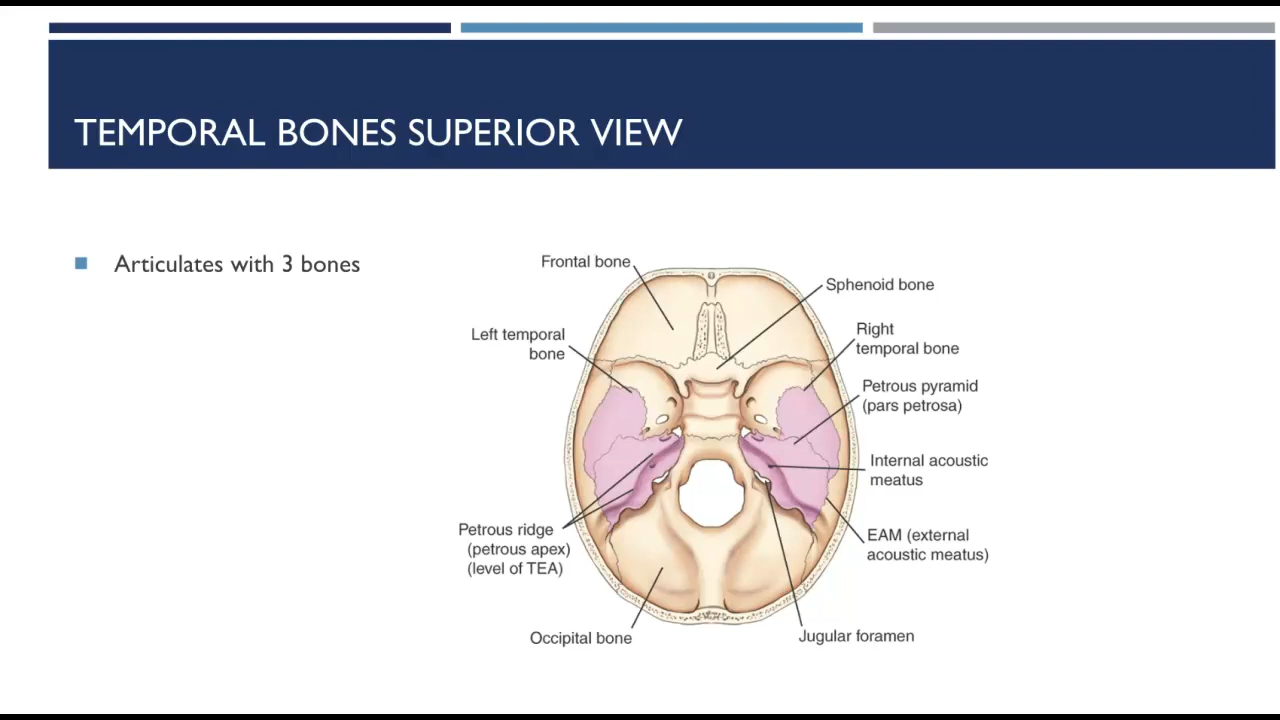 TEMPORAL BONES SUPERIOR VIEW
Articulates with 3 bones
Frontal bone
Sphenoid bone
Left temporal
bone
Right
temporal bone
Petrous pyramid
(pars petrosa)
Internal acoustic
meatus
Petrous ridge
(petrous apex)
(level of TEA)
EAM (external
acoustic meatus)
Occipital bone
Jugular foramen